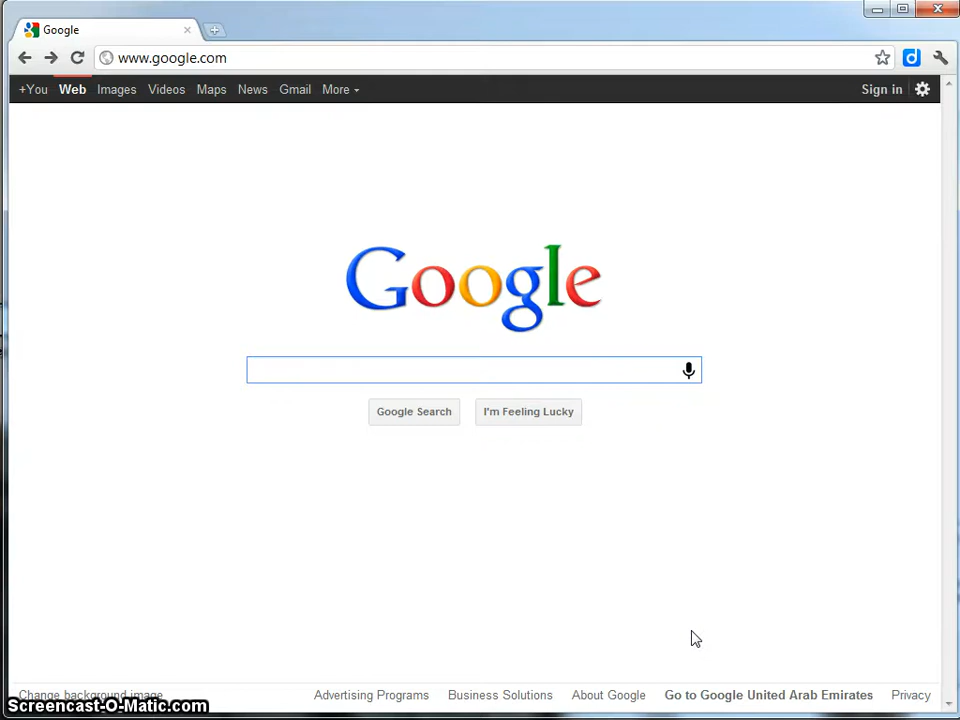 Google
www.google.com
+You Web Images Videos Maps News Gmail More Sign in
Google
Google Search I'm Feeling Lucky
Change background image Advertising Programs Business Solutions About Google Go to Google United Arab Emirates Privacy
Screencast-O-Matic.com